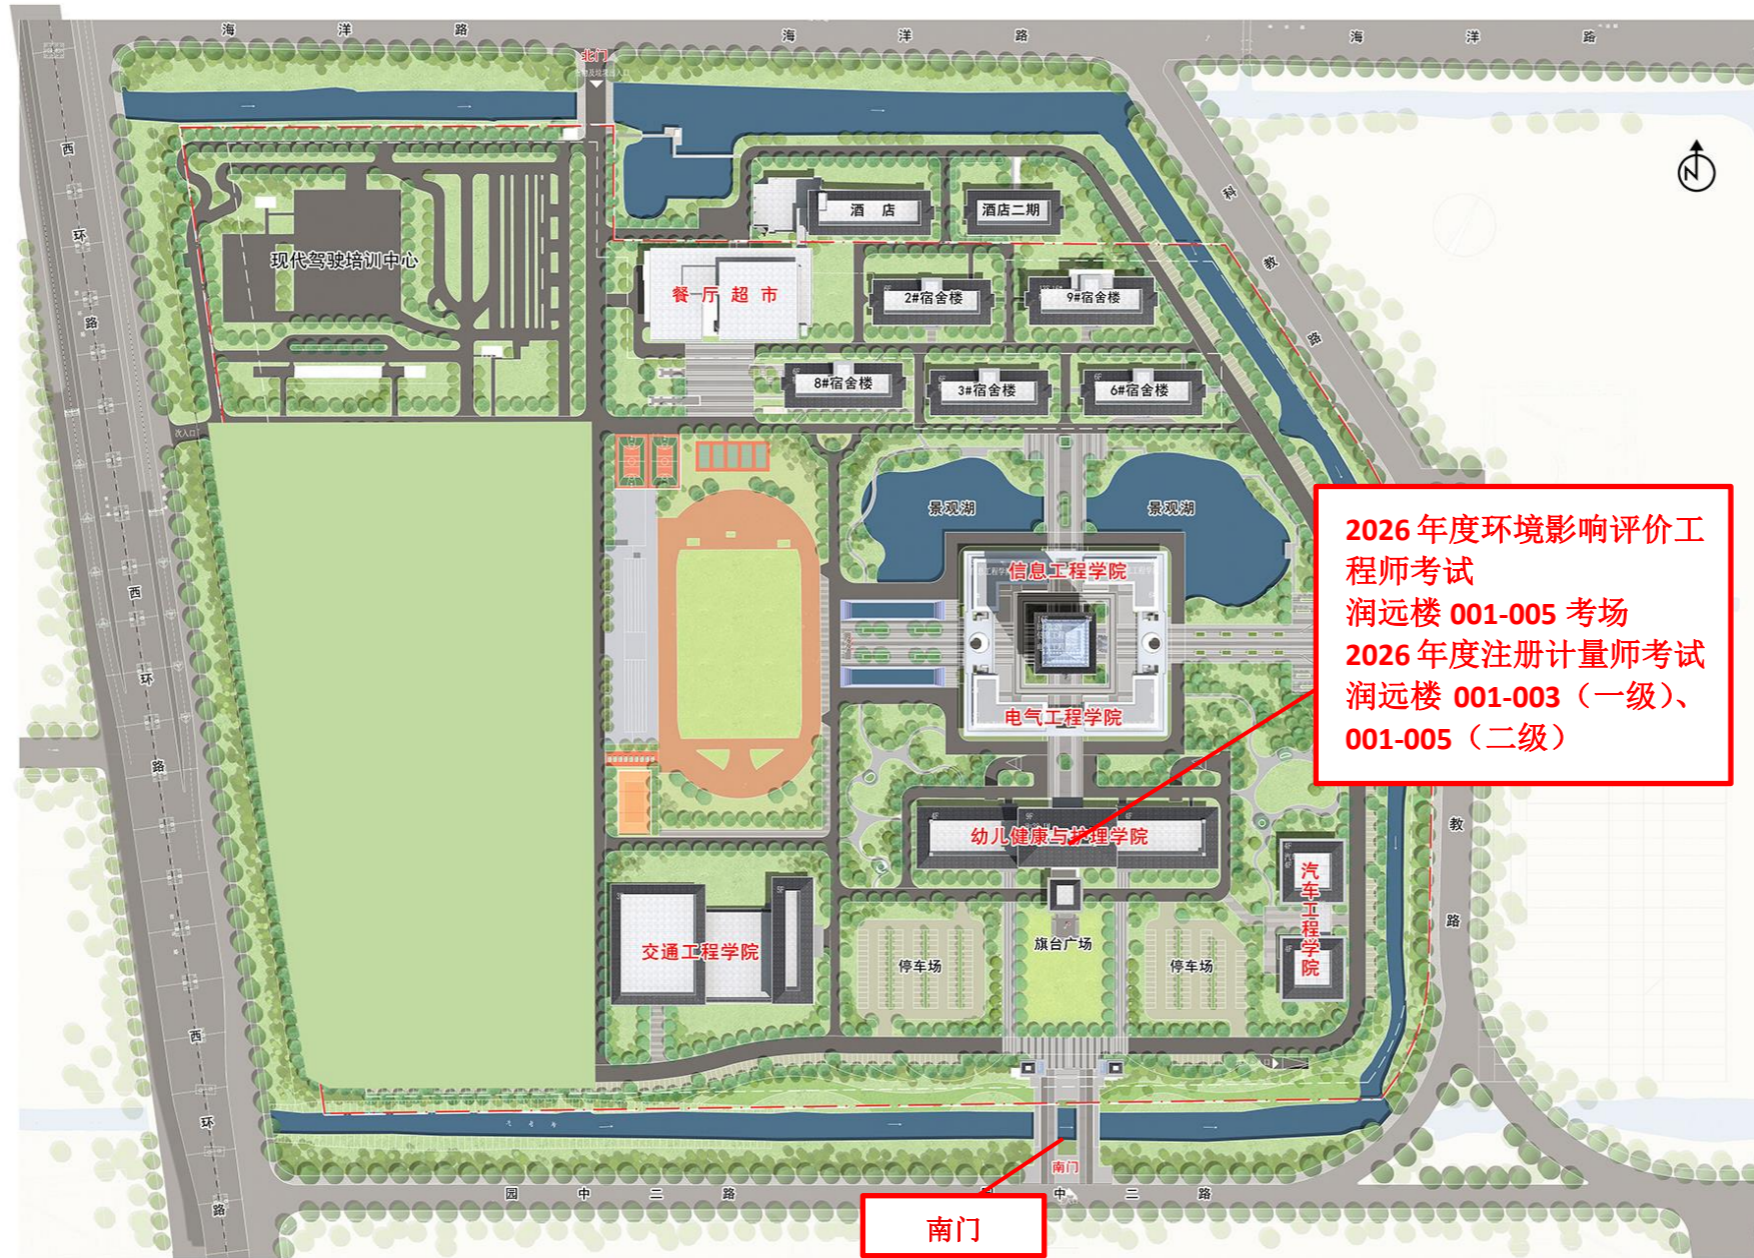 海洋路
海洋路
海洋路
北门
N
西环路
科教路
酒 店
酒店二期
现代驾驶培训中心
餐厅超市
2#宿舍楼
9#宿舍楼
8#宿舍楼
3#宿舍楼
6#宿舍楼
次入口
景观湖
景观湖
信息工程学院
2026 年度环境影响评价工
程师考试
润远楼 001-005 考场
2026 年度注册计量师考试
润远楼 001-003（一级）、
001-005（二级）
西环路
电气工程学院
幼儿健康与护理学院
教路
汽车工程学院
交通工程学院
旗台广场
停车场
停车场
西环路
南门
园中二路
中二路
南门